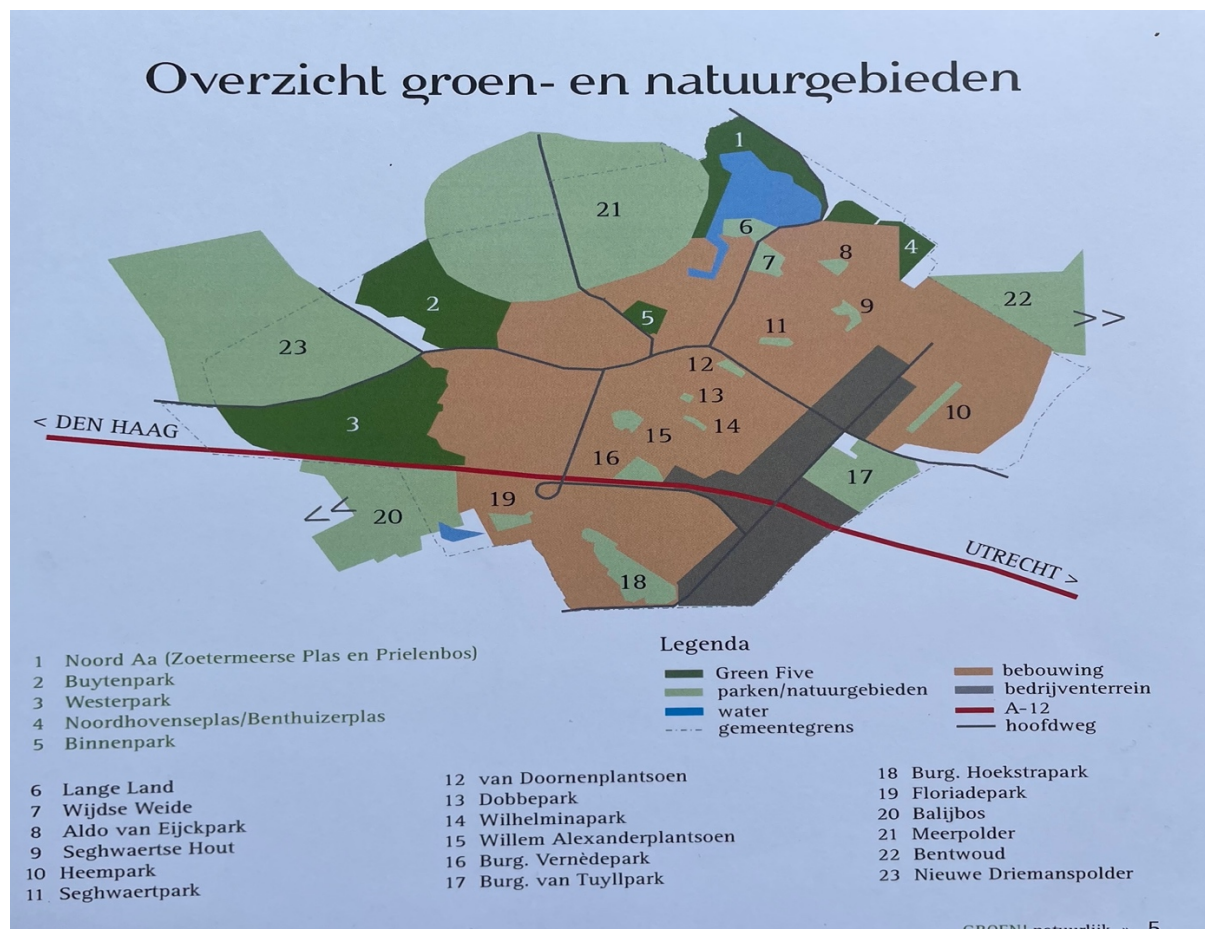 Overzicht groen- en natuurgebieden
1
21
6
8
4
7
2
9
22
5
>>
11
23
12
13
10
< DEN HAAG
3
14
15
16
17
19
<<
20
UTRECHT >
18
Legenda
Green Five
parken/natuurgebieden
water
gemeentegrens
bebouwing
bedrijventerrein
A-12
hoofdweg
1 Noord Aa (Zoetermeerse Plas en Prielenbos)
2 Buytenpark
3 Westerpark
4 Noordhovenseplas/Benthuizerplas
5 Binnenpark
6 Lange Land
7 Wijdse Weide
8 Aldo van Eijckpark
9 Seghwaertse Hout
10 Heempark
11 Seghwaertpark
12 van Doornenplantsoen
13 Dobbepark
14 Wilhelminapark
15 Willem Alexanderplantsoen
16 Burg. Vernèdepark
17 Burg. van Tuyllpark
18 Burg. Hoekstrapark
19 Floriadepark
20 Balijbos
21 Meerpolder
22 Bentwoud
23 Nieuwe Driemanspolder
GROEN! natuurlijk
5